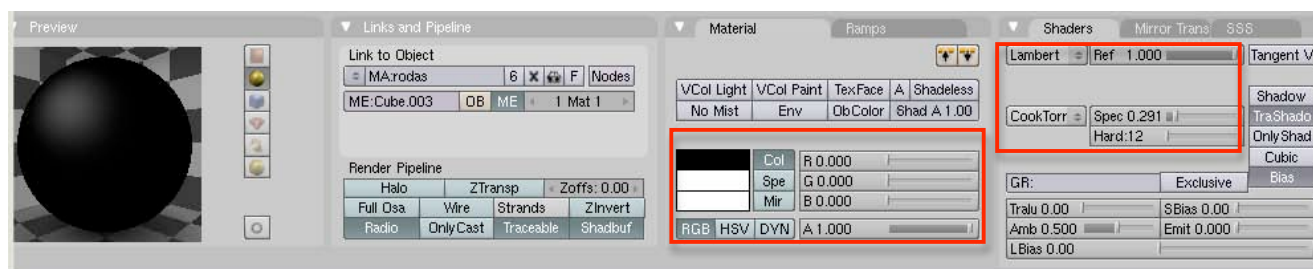 Preview
Links and Pipeline
Link to Object
MA:rodas 6 X F Nodes
ME:Cube.003 OB ME 1 Mat 1
Render Pipeline
Halo ZTransp Zoffs: 0.00
Full Osa Wire Strands ZInvert
Radio OnlyCast Traceable Shadbuf
Material Ramps
VCol Light VCol Paint TexFace A Shadeless
No Mist Env ObColor Shad A 1.00
Col R 0.000
Spe G 0.000
Mir B 0.000
RGB HSV DYN A 1.000
Shaders Mirror Trans SSS
Lambert Ref 1.000 Tangent V
Shadow
CookTorr Spec 0.291 TraShado
Hard:12 OnlyShad
Cubic
GR: Exclusive Bias
Tralu 0.00 SBias 0.00
Amb 0.500 Emit 0.000
LBias 0.00